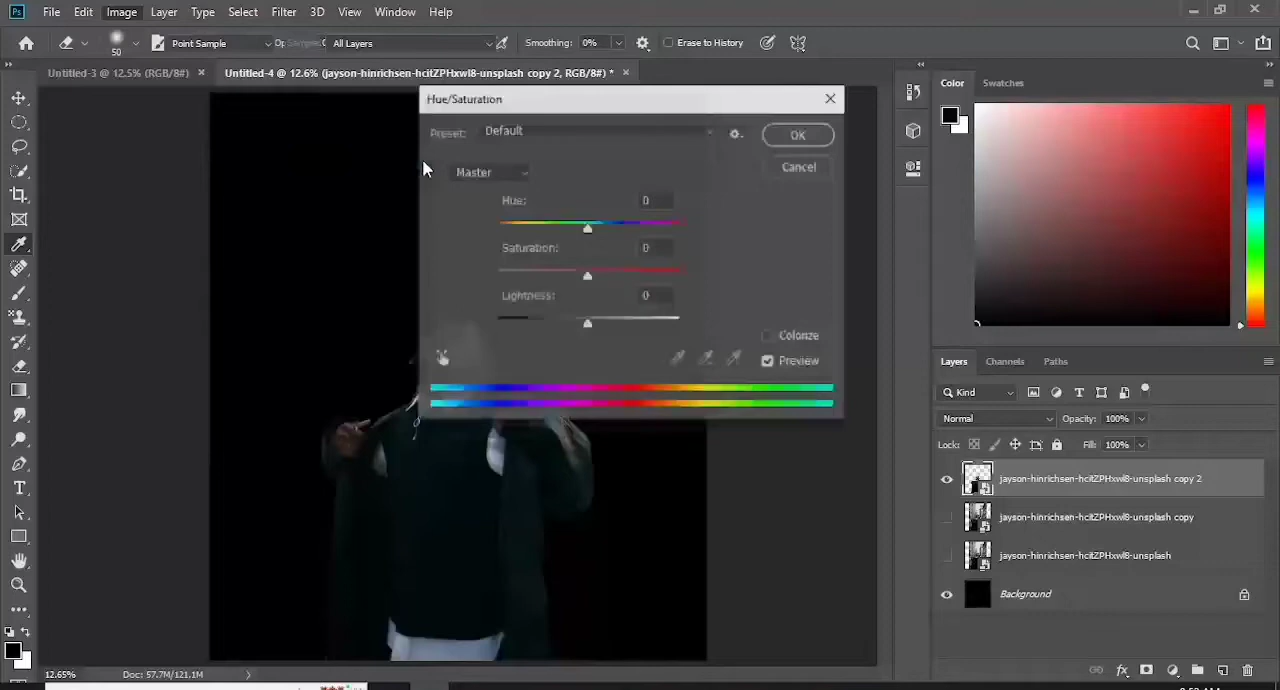 Ps File Edit Image Layer Type Select Filter 3D View Window Help
50 Point Sample All Layers Smoothing: 0% Erase to History
Untitled-3 @ 12.5% (RGB/8#) × Untitled-4 @ 12.6% (jayson-hinrichsen-hcitZPHxwl8-unsplash copy 2, RGB/8#) * ×
Hue/Saturation
Preset: Default
OK
Master
Cancel
Hue: 0
Saturation: 0
Lightness: 0
Colorize
Preview
Color Swatches
Layers Channels Paths
Kind
Normal Opacity: 100%
Lock: Fill: 100%
jayson-hinrichsen-hcitZPHxwl8-unsplash copy 2
jayson-hinrichsen-hcitZPHxwl8-unsplash copy
jayson-hinrichsen-hcitZPHxwl8-unsplash
Background
12.65% Doc: 57.7M/121.1M